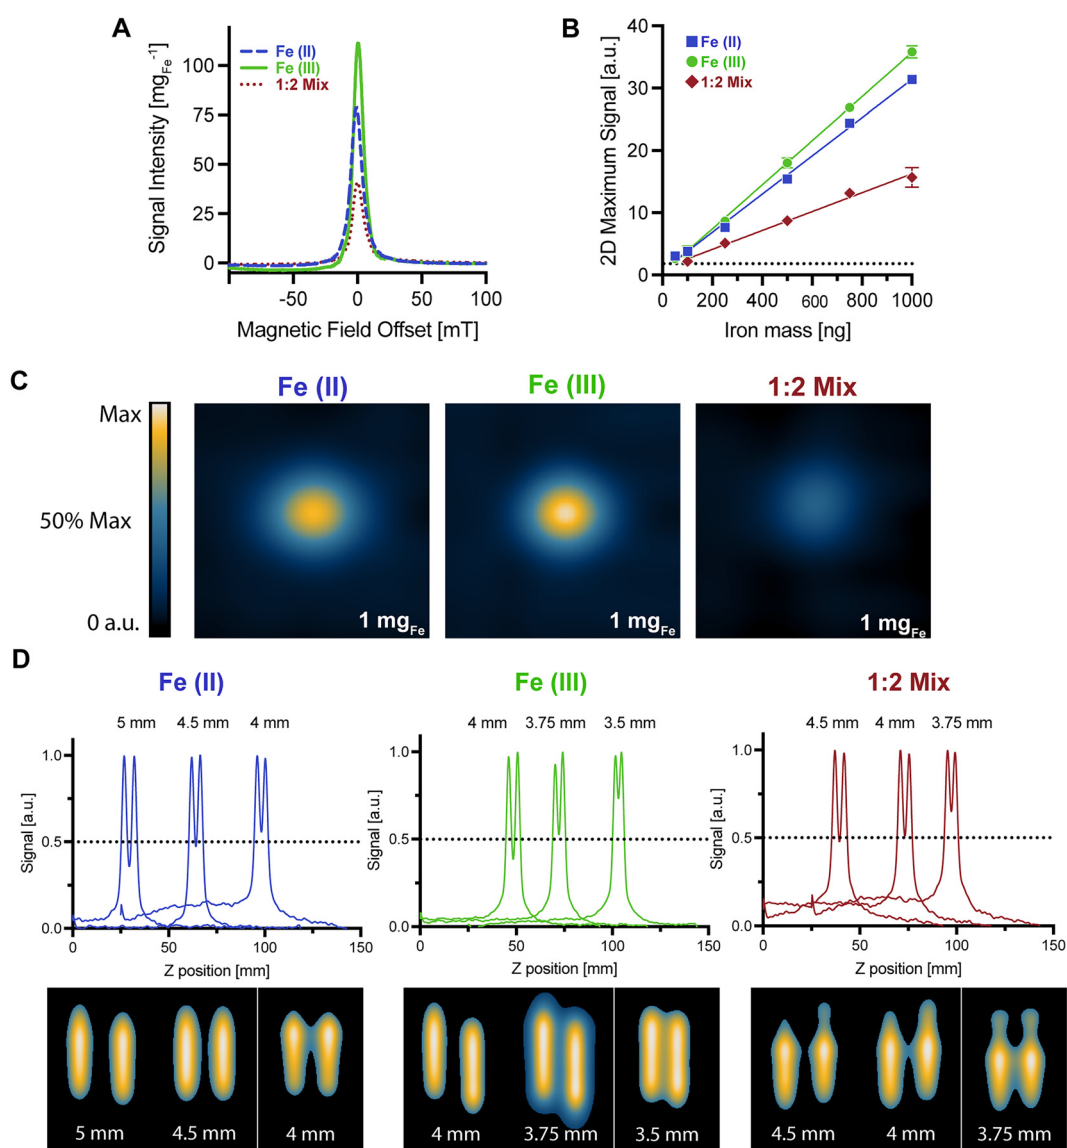 A
Signal Intensity [mg_Fe^-1]
100
75
50
25
0
Fe (II)
Fe (III)
1:2 Mix
-50
0
50
100
Magnetic Field Offset [mT]
B
2D Maximum Signal [a.u.]
40
30
20
10
0
Fe (II)
Fe (III)
1:2 Mix
0
200
400
600
800
1000
Iron mass [ng]
C
Fe (II)
Fe (III)
1:2 Mix
Max
50% Max
0 a.u.
1 mg_Fe
1 mg_Fe
1 mg_Fe
D
Fe (II)
5 mm
4.5 mm
4 mm
Signal [a.u.]
1.0
0.5
0.0
0
50
100
150
Z position [mm]
5 mm
4.5 mm
4 mm
Fe (III)
4 mm
3.75 mm
3.5 mm
Signal [a.u.]
1.0
0.5
0.0
0
50
100
150
Z position [mm]
4 mm
3.75 mm
3.5 mm
1:2 Mix
4.5 mm
4 mm
3.75 mm
Signal [a.u.]
1.0
0.5
0.0
0
50
100
150
Z position [mm]
4.5 mm
4 mm
3.75 mm